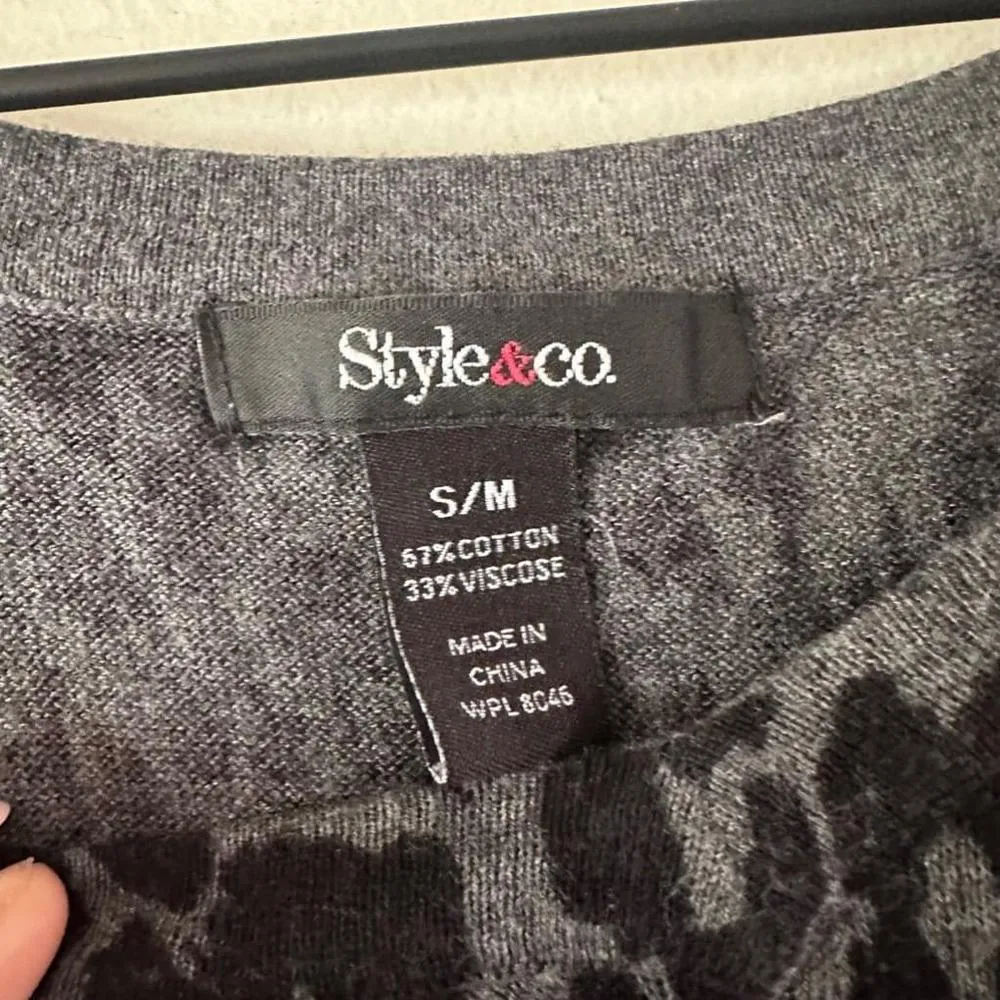 Style&co.
S/M
67%COTTON
33%VISCOSE
MADE IN
CHINA
WPL 8046